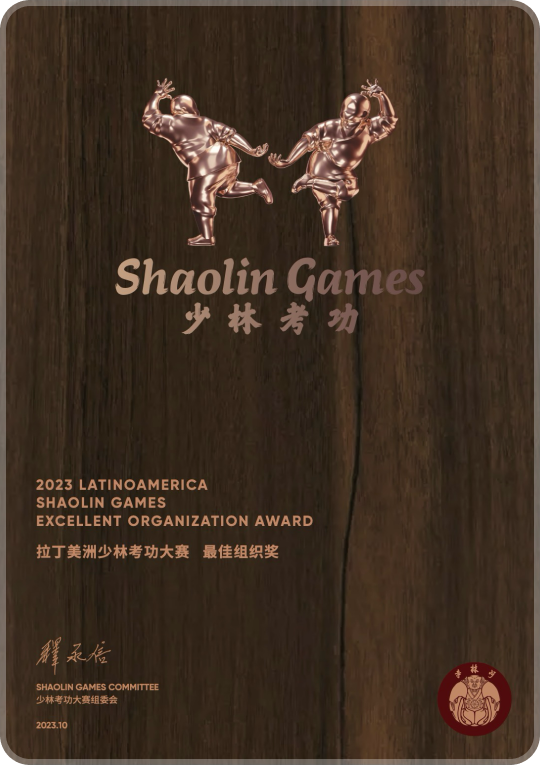 Shaolin Games
少林考功
2023 LATINOAMERICA
SHAOLIN GAMES
EXCELLENT ORGANIZATION AWARD
拉丁美洲少林考功大赛 最佳组织奖
SHAOLIN GAMES COMMITTEE
少林考功大赛组委会
2023.10